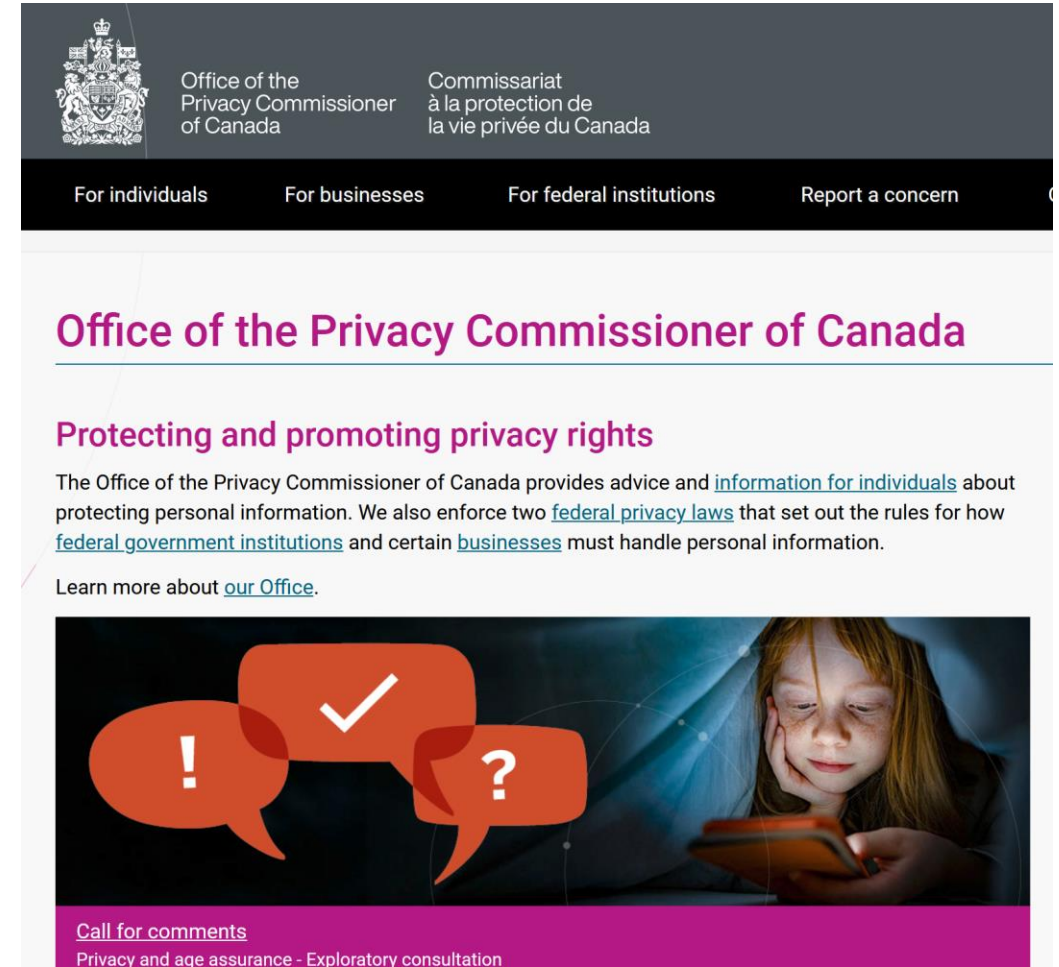 Office of the
Privacy Commissioner
of Canada
Commissariat
à la protection de
la vie privée du Canada
For individuals
For businesses
For federal institutions
Report a concern
Office of the Privacy Commissioner of Canada
Protecting and promoting privacy rights
The Office of the Privacy Commissioner of Canada provides advice and information for individuals about
protecting personal information. We also enforce two federal privacy laws that set out the rules for how
federal government institutions and certain businesses must handle personal information.
Learn more about our Office.
!
?
Call for comments
Privacy and age assurance - Exploratory consultation